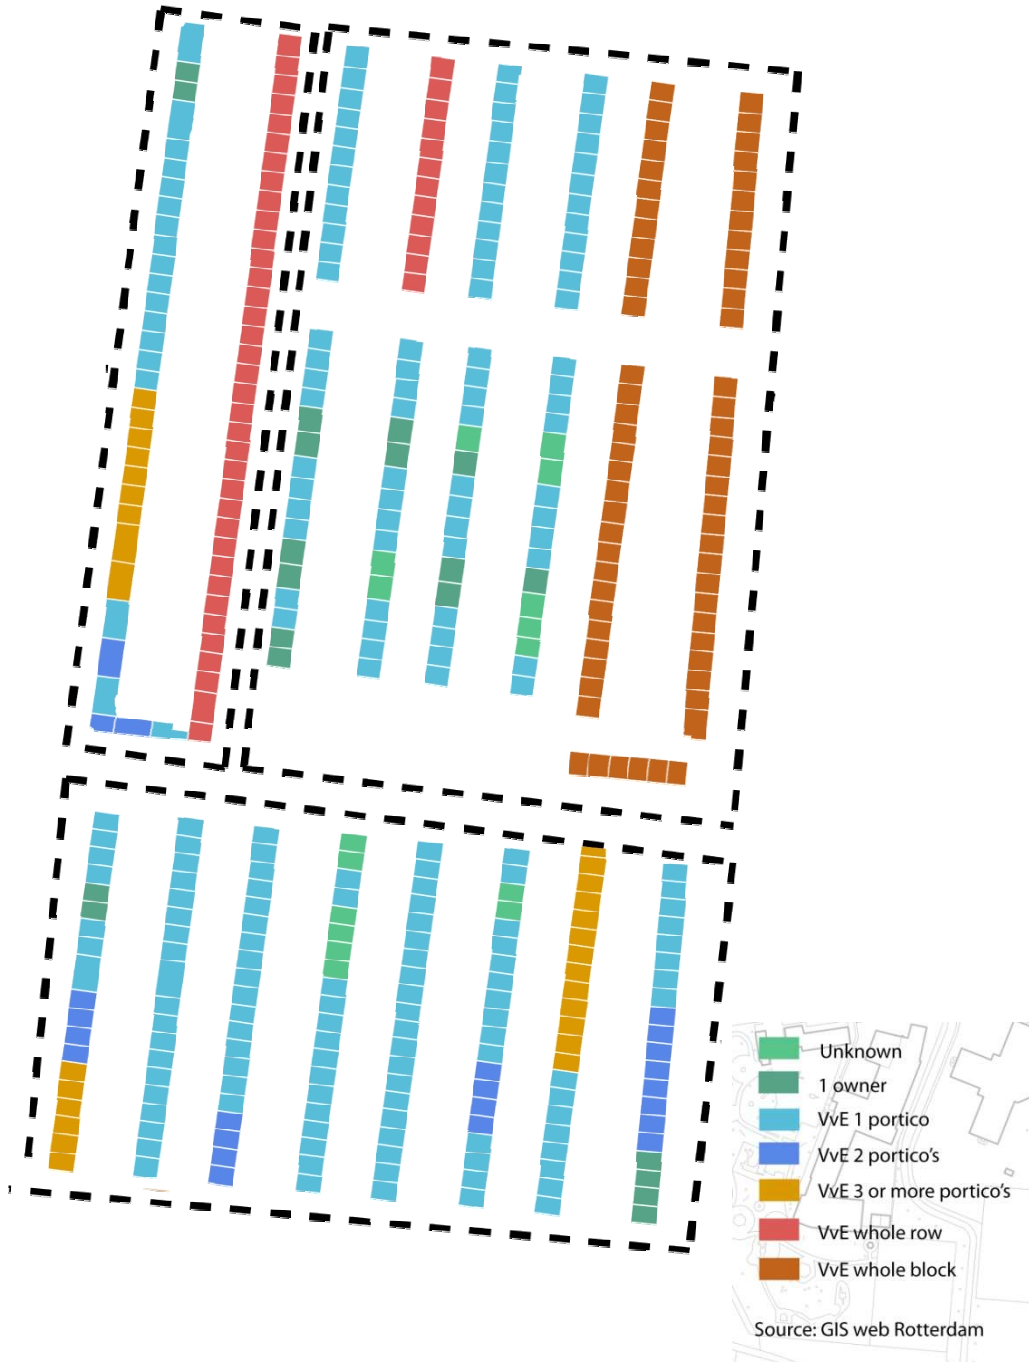 Unknown
1 owner
VvE 1 portico
VvE 2 portico's
VvE 3 or more portico's
VvE whole row
VvE whole block
Source: GIS web Rotterdam